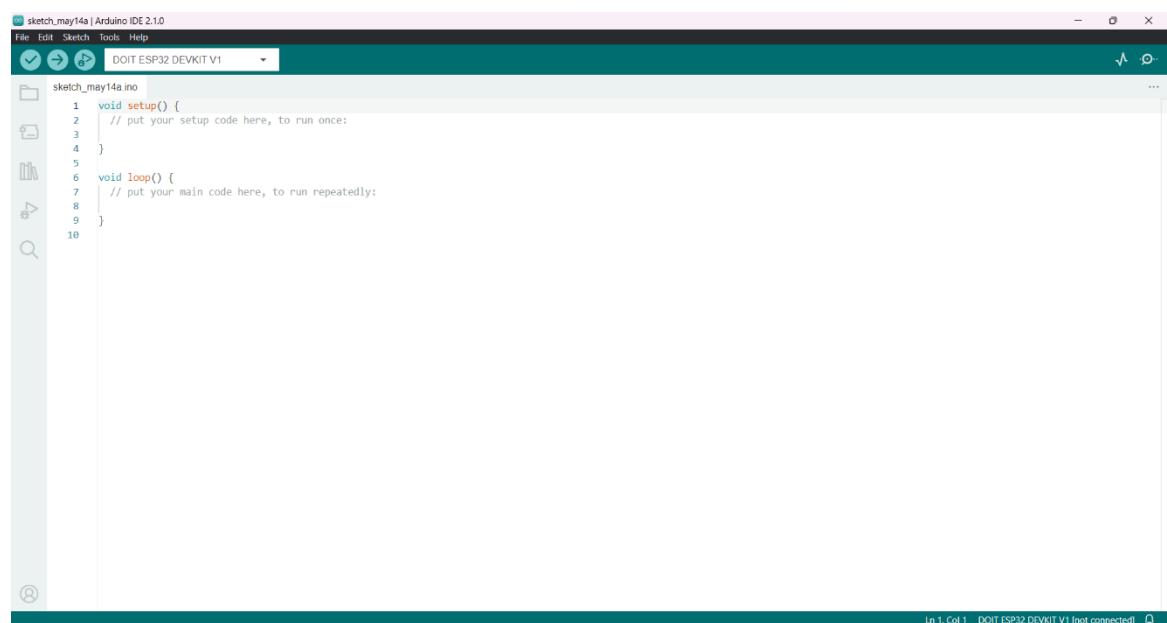 sketch_may14a | Arduino IDE 2.1.0
File Edit Sketch Tools Help
DOIT ESP32 DEVKIT V1
sketch_may14a.ino
1 void setup() {
2 // put your setup code here, to run once:
3
4 }
5
6 void loop() {
7 // put your main code here, to run repeatedly:
8
9 }
10
Ln 1, Col 1 DOIT ESP32 DEVKIT V1 [not connected]